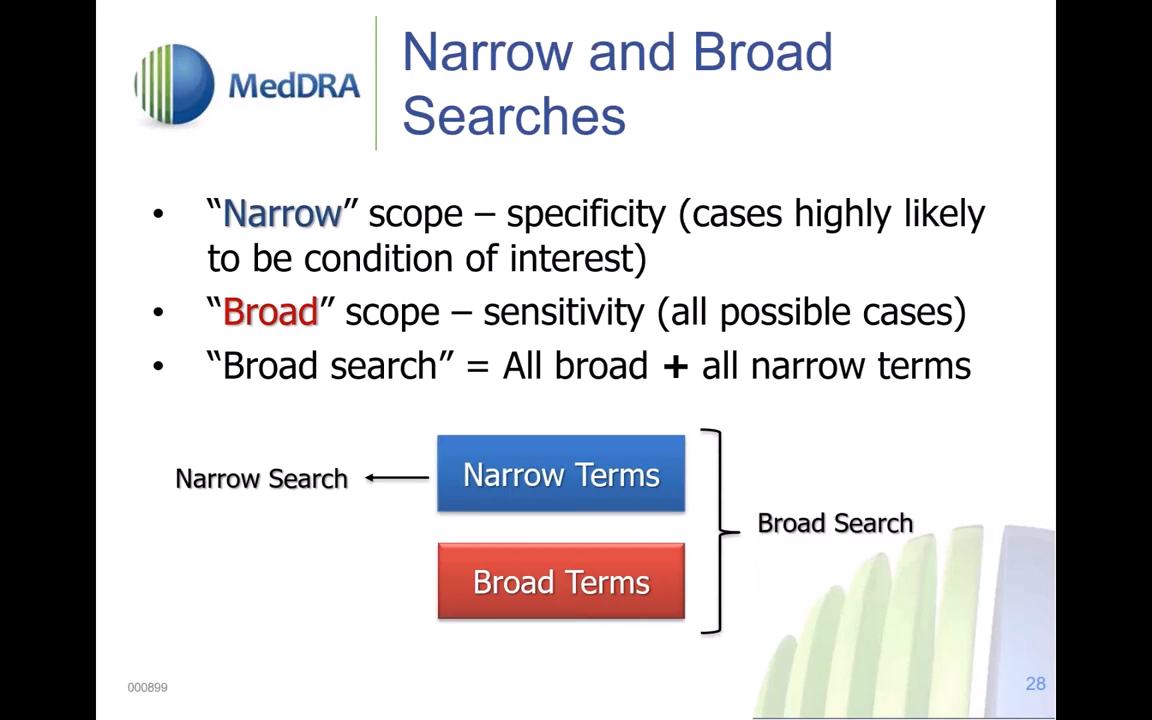 MedDRA
Narrow and Broad
Searches
• “Narrow” scope – specificity (cases highly likely
to be condition of interest)
• “Broad” scope – sensitivity (all possible cases)
• “Broad search” = All broad + all narrow terms
Narrow Search
Narrow Terms
Broad Search
Broad Terms
000899
28